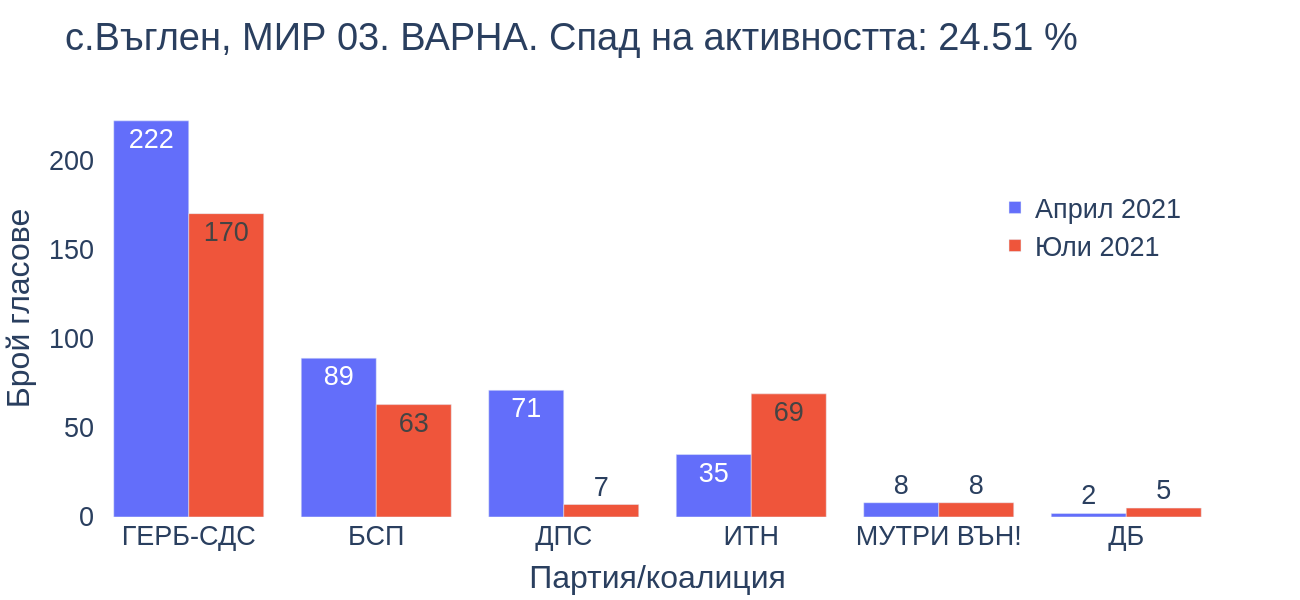 с.Въглен, МИР 03. ВАРНА. Спад на активността: 24.51 %
Брой гласове
200
150
100
50
0
222
170
89
63
71
7
35
69
8
8
2
5
Април 2021
Юли 2021
ГЕРБ-СДС
БСП
ДПС
ИТН
МУТРИ ВЪН!
ДБ
Партия/коалиция